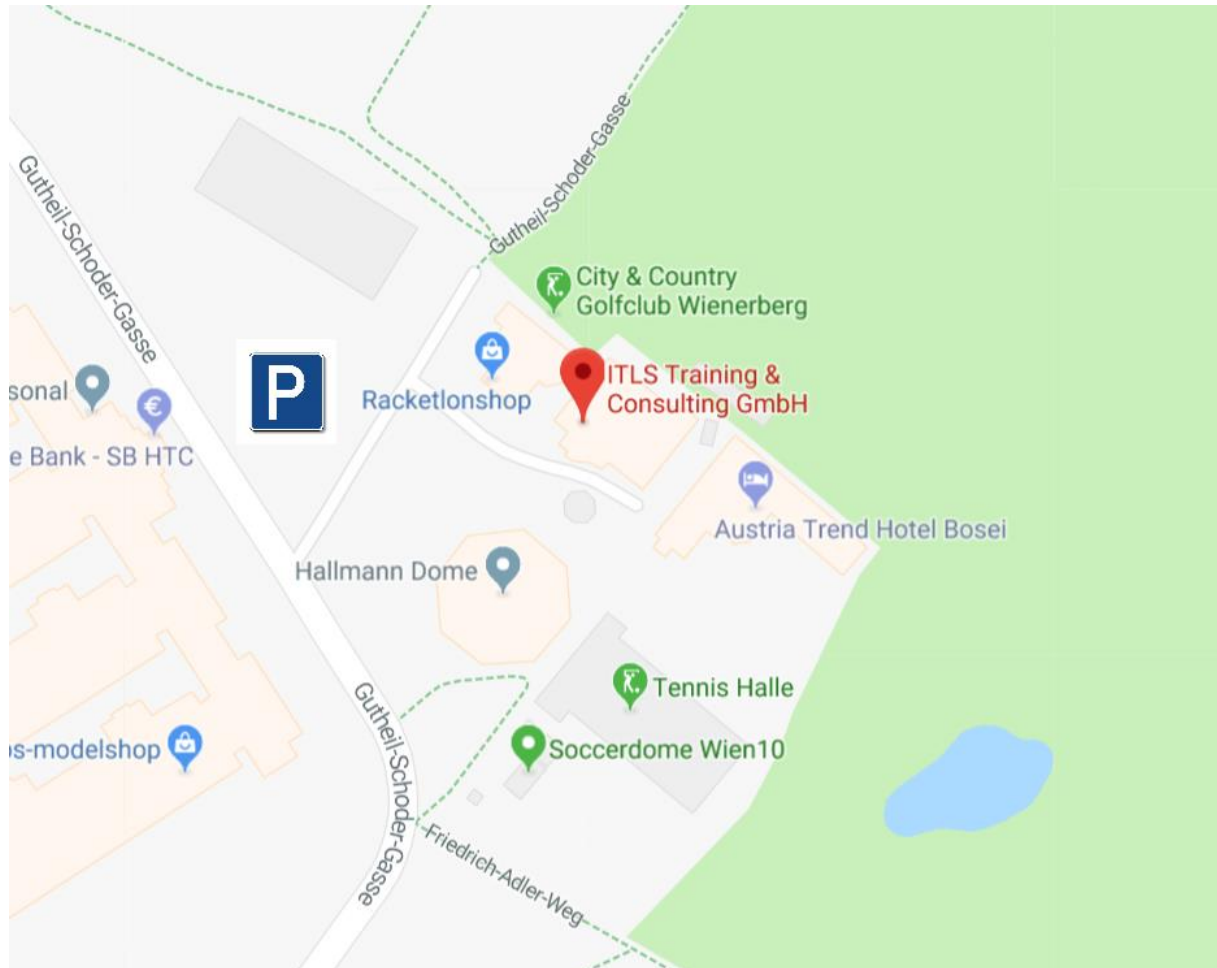 Gutheil-Schoder-Gasse
Gutheil-Schoder-Gasse
City & Country
Golfclub Wienerberg
P
sonal
€
Racketlonshop
ITLS Training &
Consulting GmbH
e Bank - SB HTC
Austria Trend Hotel Bosei
Hallmann Dome
Tennis Halle
Gutheil-Schoder-Gasse
s-modelshop
Soccerdome Wien10
Friedrich-Adler-Weg